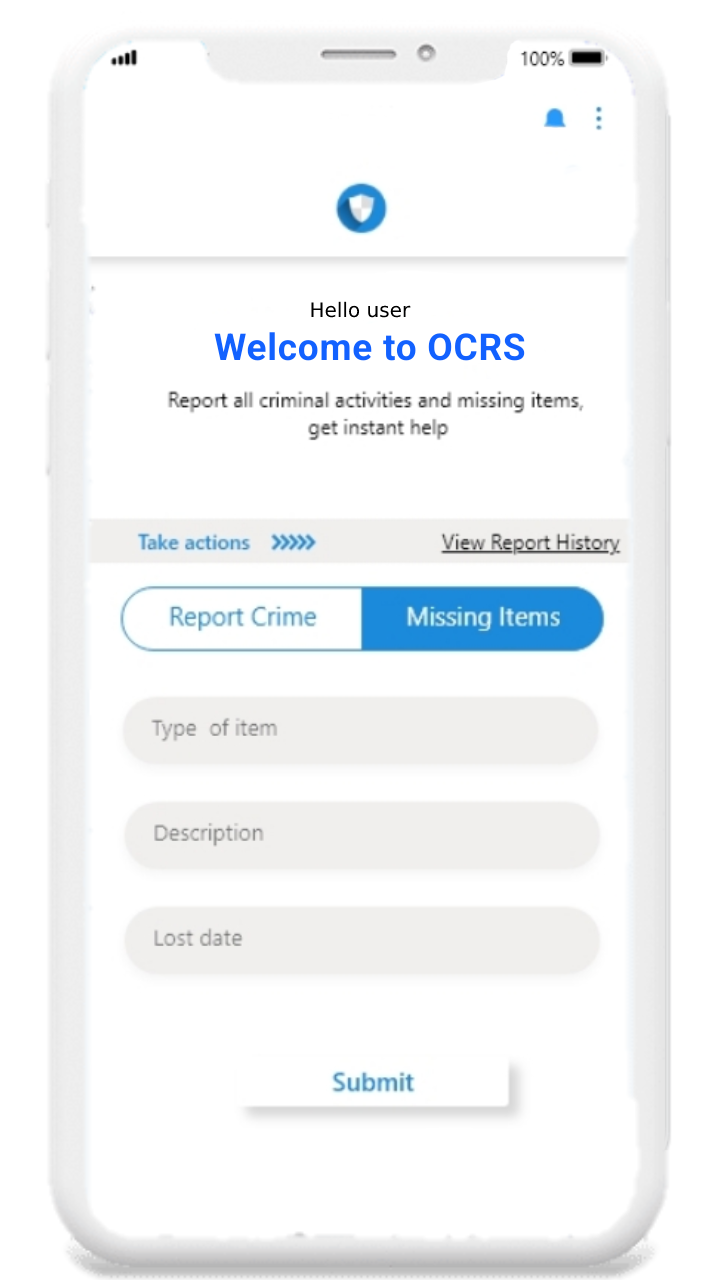 100%
Hello user
Welcome to OCRS
Report all criminal activities and missing items,
get instant help
Take actions
View Report History
Report Crime
Missing Items
Type of item
Description
Lost date
Submit